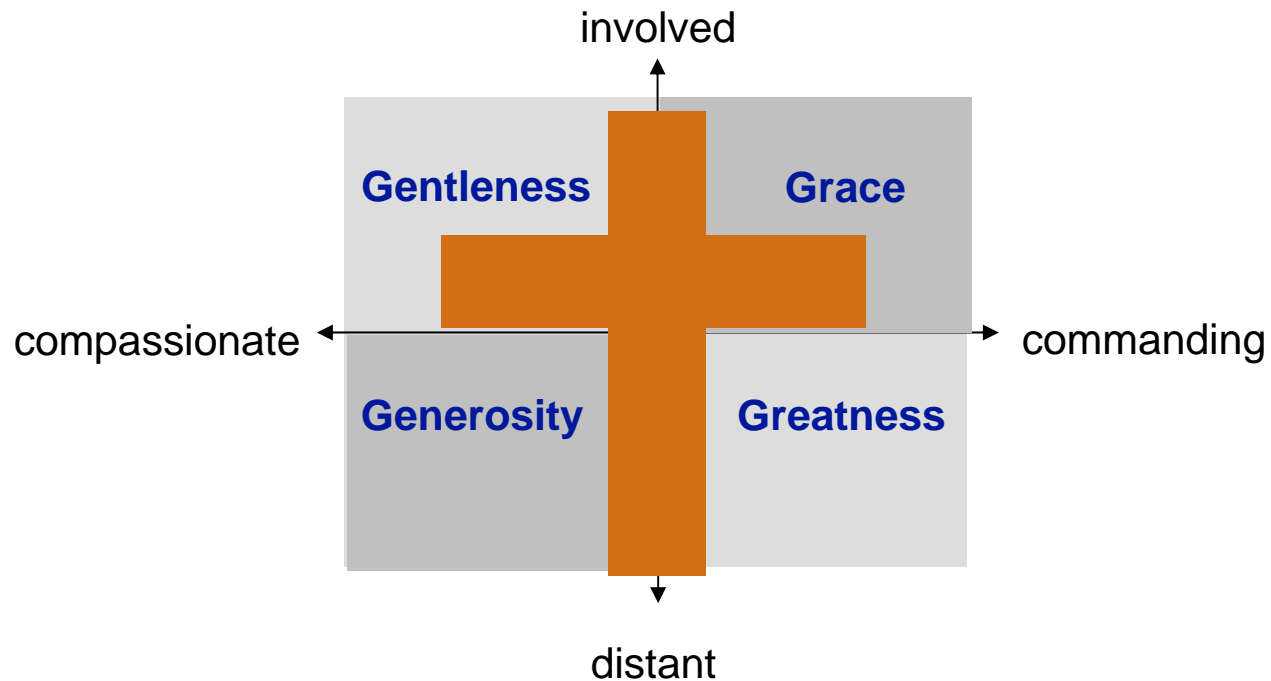 involved
Gentleness Grace
compassionate commanding
Generosity Greatness
distant